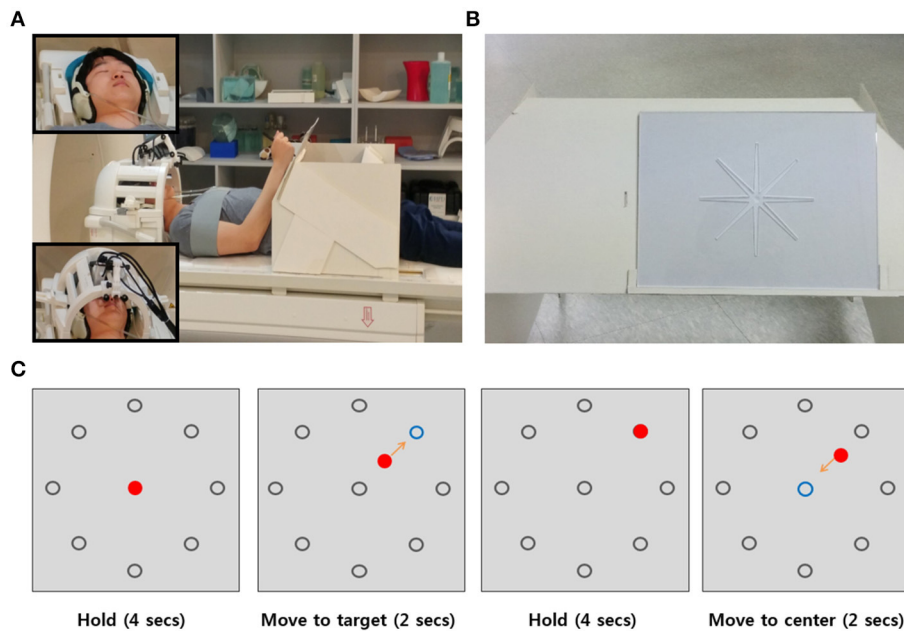 A
B
C
Hold (4 secs)
Move to target (2 secs)
Hold (4 secs)
Move to center (2 secs)